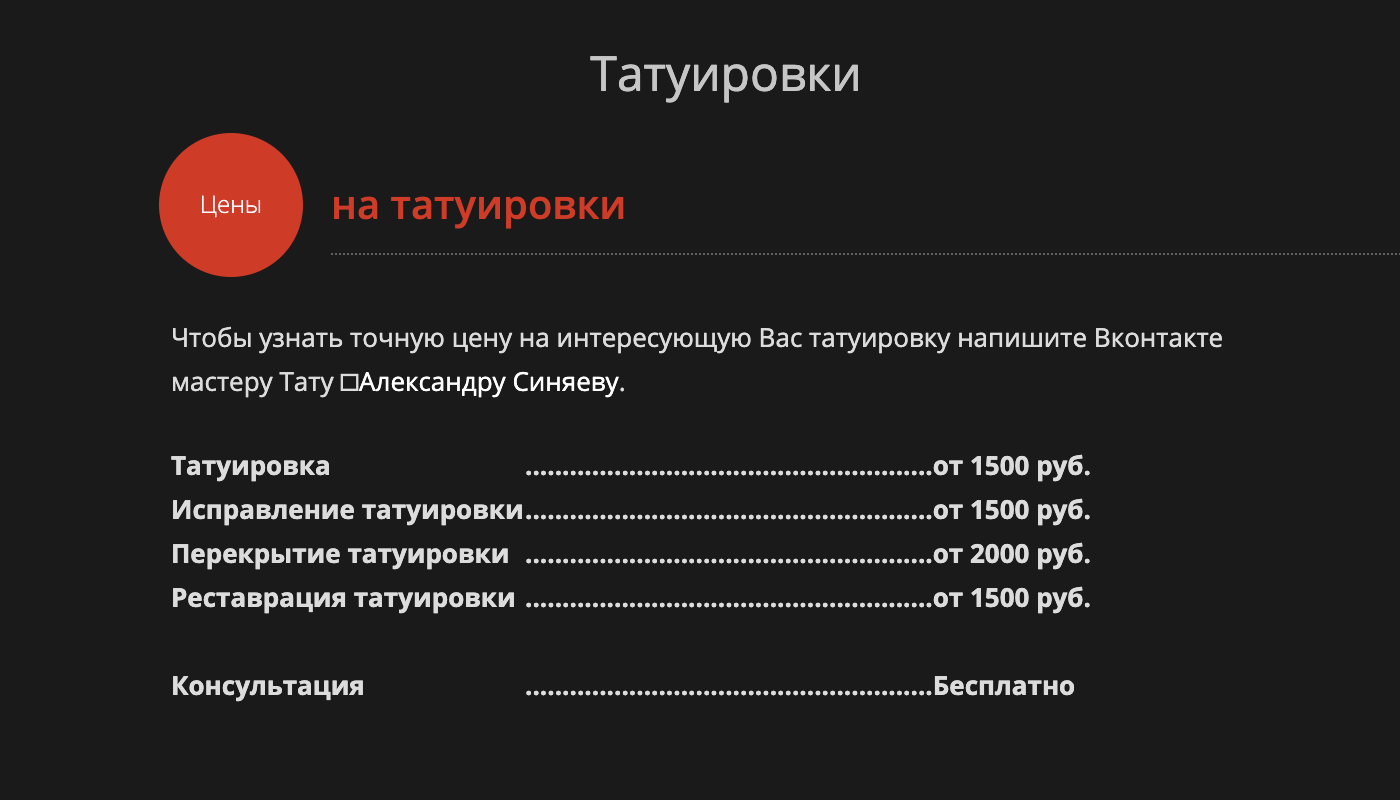 Татуировки
Цены
на татуировки
Чтобы узнать точную цену на интересующую Вас татуировку напишите Вконтакте
мастеру Тату □Александру Синяеву.
Татуировка .......................................................от 1500 руб.
Исправление татуировки.......................................................от 1500 руб.
Перекрытие татуировки .......................................................от 2000 руб.
Реставрация татуировки .......................................................от 1500 руб.
Консультация .......................................................Бесплатно